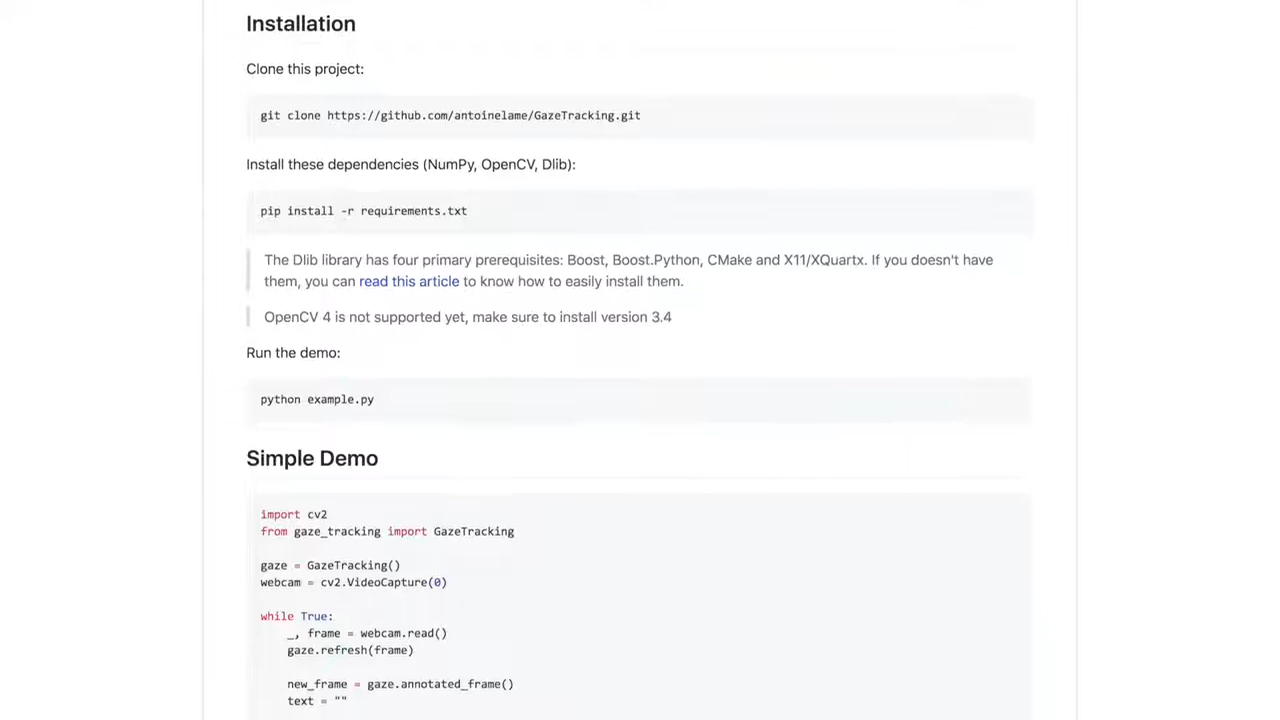 Installation
Clone this project:
git clone https://github.com/antoinelame/GazeTracking.git
Install these dependencies (NumPy, OpenCV, Dlib):
pip install -r requirements.txt
The Dlib library has four primary prerequisites: Boost, Boost.Python, CMake and X11/XQuartx. If you doesn't have
them, you can read this article to know how to easily install them.
OpenCV 4 is not supported yet, make sure to install version 3.4
Run the demo:
python example.py
Simple Demo
import cv2
from gaze_tracking import GazeTracking
gaze = GazeTracking()
webcam = cv2.VideoCapture(0)
while True:
_, frame = webcam.read()
gaze.refresh(frame)
new_frame = gaze.annotated_frame()
text = ""